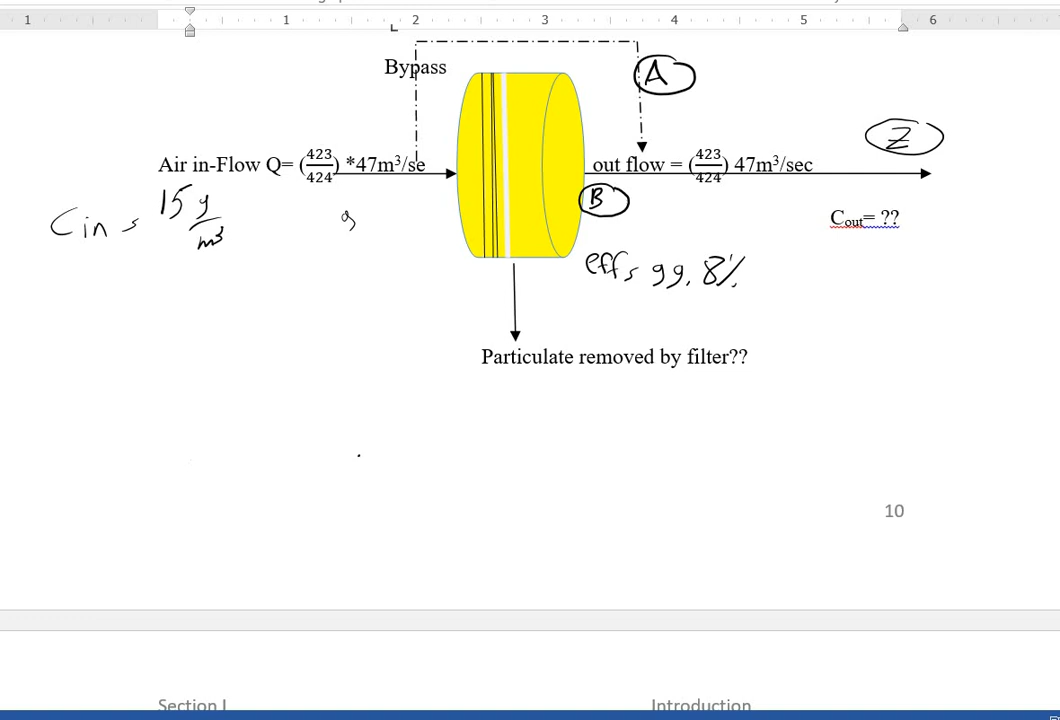 1 1 2 3 4 5 6
Bypass
A
Z
Air in-Flow Q= (423/424) *47m³/se
out flow = (423/424) 47m³/sec
B
Cin = 15 g/m³
g
Cout= ??
eff = 99.8%
Particulate removed by filter??
10
Section I Introduction